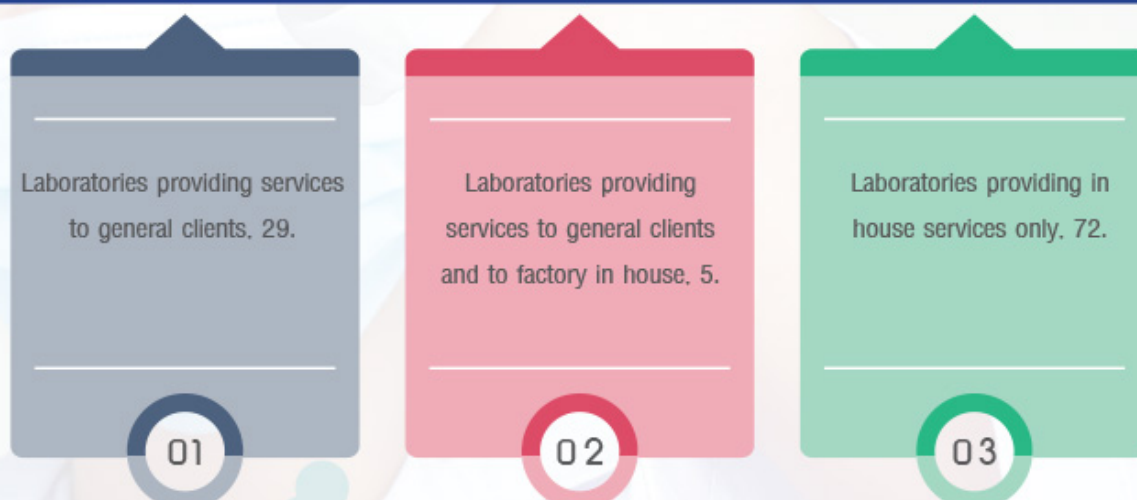 Laboratories providing services
to general clients, 29.
01
Laboratories providing
services to general clients
and to factory in house, 5.
02
Laboratories providing in
house services only, 72.
03